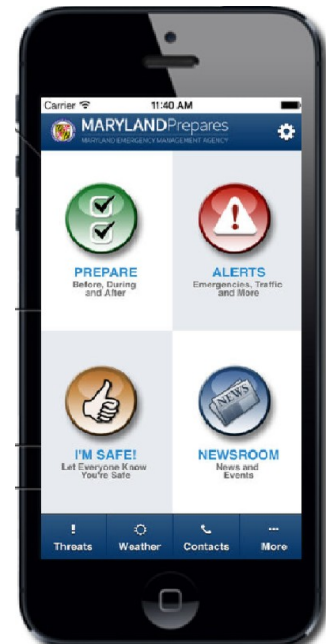 Carrier 11:40 AM
MARYLANDPrepares
MARYLAND EMERGENCY MANAGEMENT AGENCY
PREPARE
Before, During
and After
ALERTS
Emergencies, Traffic
and More
NEWS
I'M SAFE!
Let Everyone Know
You're Safe
NEWSROOM
News and
Events
!
Threats
Weather
Contacts
...
More